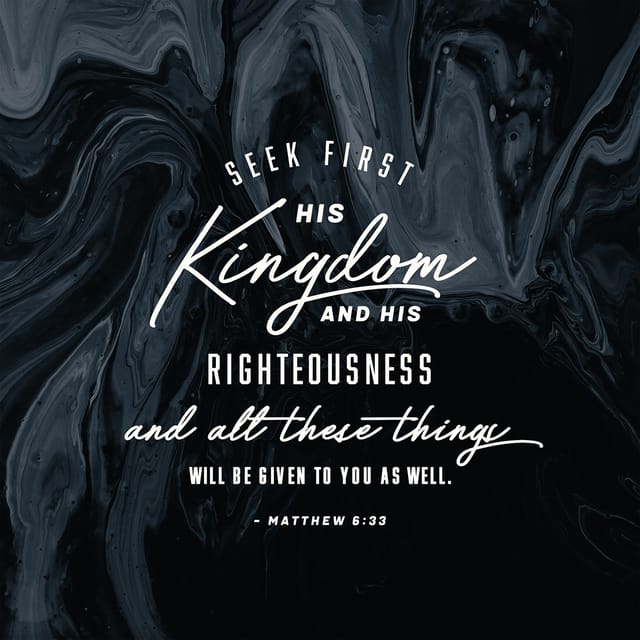 SEEK FIRST
HIS
Kingdom
AND HIS
RIGHTEOUSNESS
and all these things
WILL BE GIVEN TO YOU AS WELL.
- MATTHEW 6:33